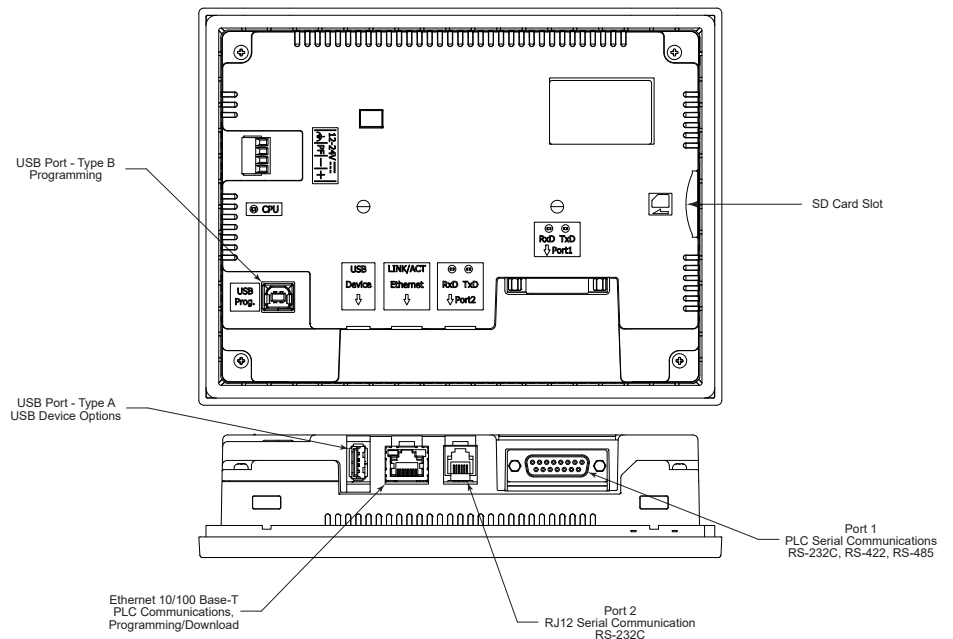 12-24V
⏚ PF − +
USB Port - Type B
Programming
CPU
SD Card Slot
RxD TxD
⇩Port1
USB
Device
⇩
LINK/ACT
Ethernet
⇩
RxD TxD
⇩Port2
USB
Prog.
USB Port - Type A
USB Device Options
Port 1
PLC Serial Communications
RS-232C, RS-422, RS-485
Ethernet 10/100 Base-T
PLC Communications,
Programming/Download
Port 2
RJ12 Serial Communication
RS-232C